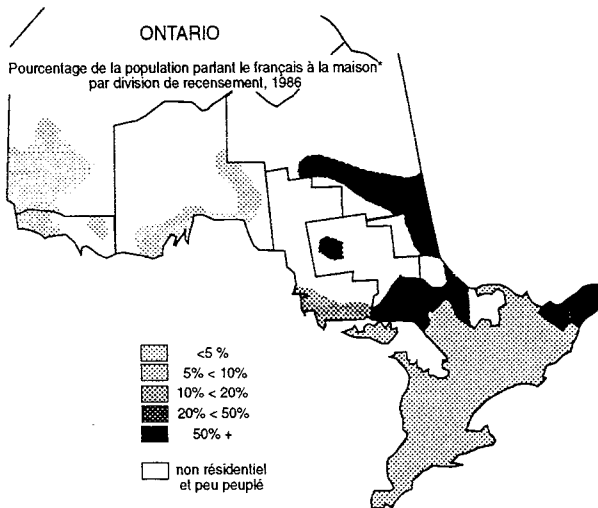 ONTARIO
Pourcentage de la population parlant le français à la maison*
par division de recensement, 1986
<5 %
5% < 10%
10% < 20%
20% < 50%
50% +
non résidentiel
et peu peuplé